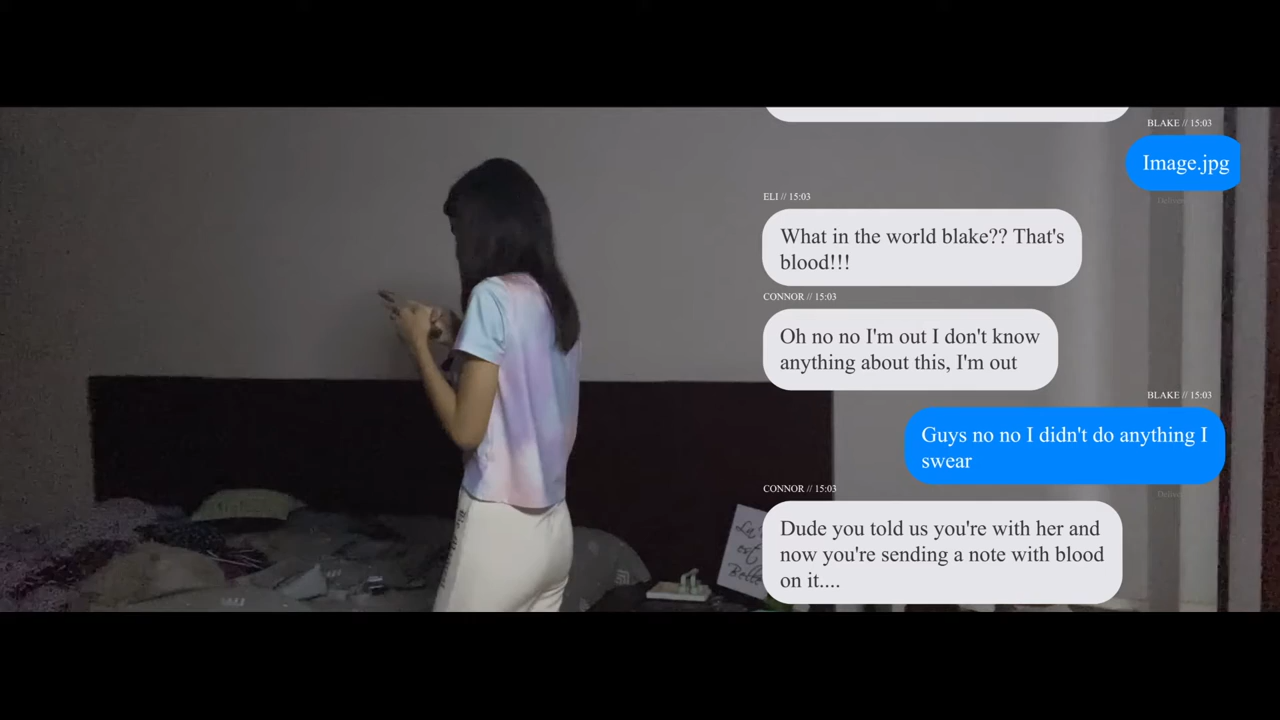 BLAKE // 15:03
Image.jpg
ELI // 15:03
What in the world blake?? That's
blood!!!
CONNOR // 15:03
Oh no no I'm out I don't know
anything about this, I'm out
BLAKE // 15:03
Guys no no I didn't do anything I
swear
CONNOR // 15:03
Dude you told us you're with her and
now you're sending a note with blood
on it....
est
Belle